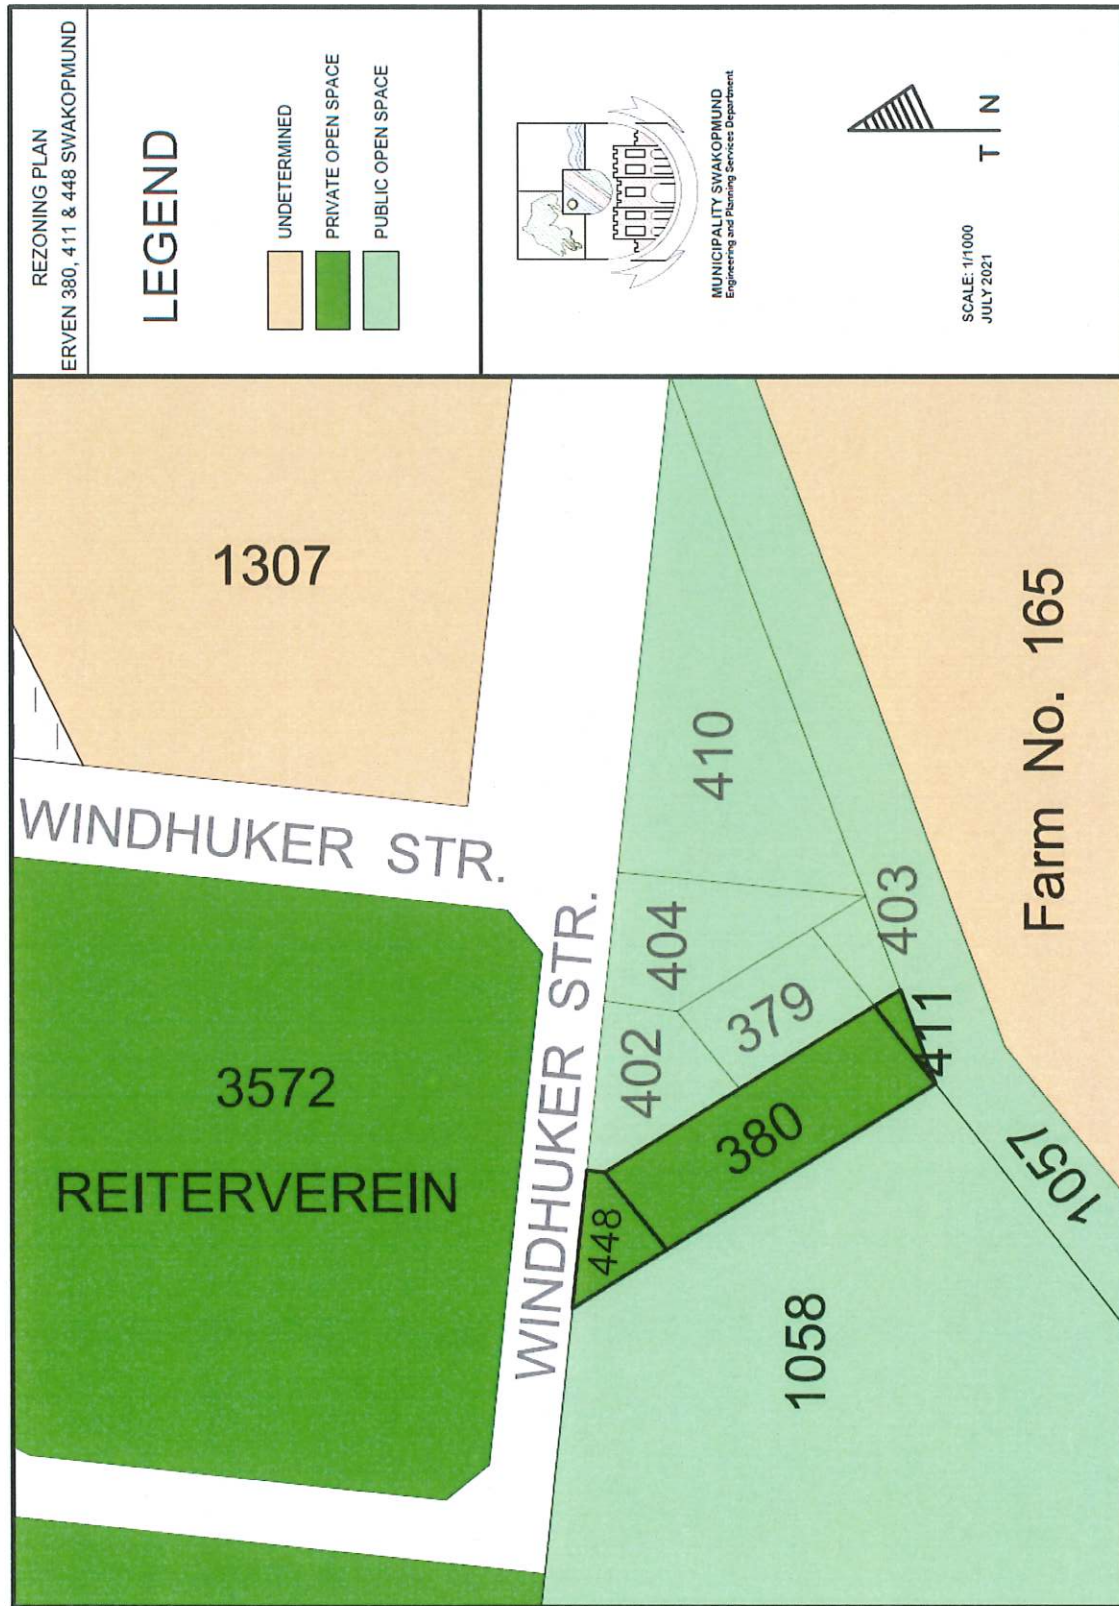 REZONING PLAN
ERVEN 380, 411 & 448 SWAKOPMUND
LEGEND
UNDETERMINED
PRIVATE OPEN SPACE
PUBLIC OPEN SPACE
MUNICIPALITY SWAKOPMUND
Engineering and Planning Services Department
SCALE: 1/1000
JULY 2021
T N
1307
WINDHUKER STR.
3572
REITERVEREIN
WINDHUKER STR.
410
404
403
402
379
411
380
448
1058
1057
Farm No. 165